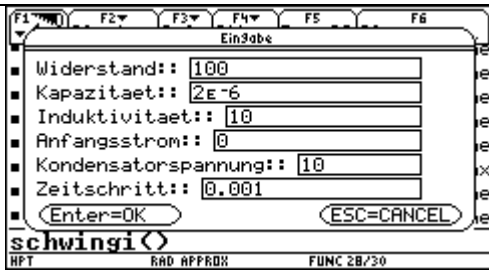 F1 F2 F3 F4 F5 F6
Eingabe
Widerstand:: 100
Kapazitaet:: 2ᴇ⁻6
Induktivitaet:: 10
Anfangsstrom:: 0
Kondensatorspannung:: 10
Zeitschritt:: 0.001
Enter=OK ESC=CANCEL
schwingi()
HPT RAD APPROX FUNC 28/30